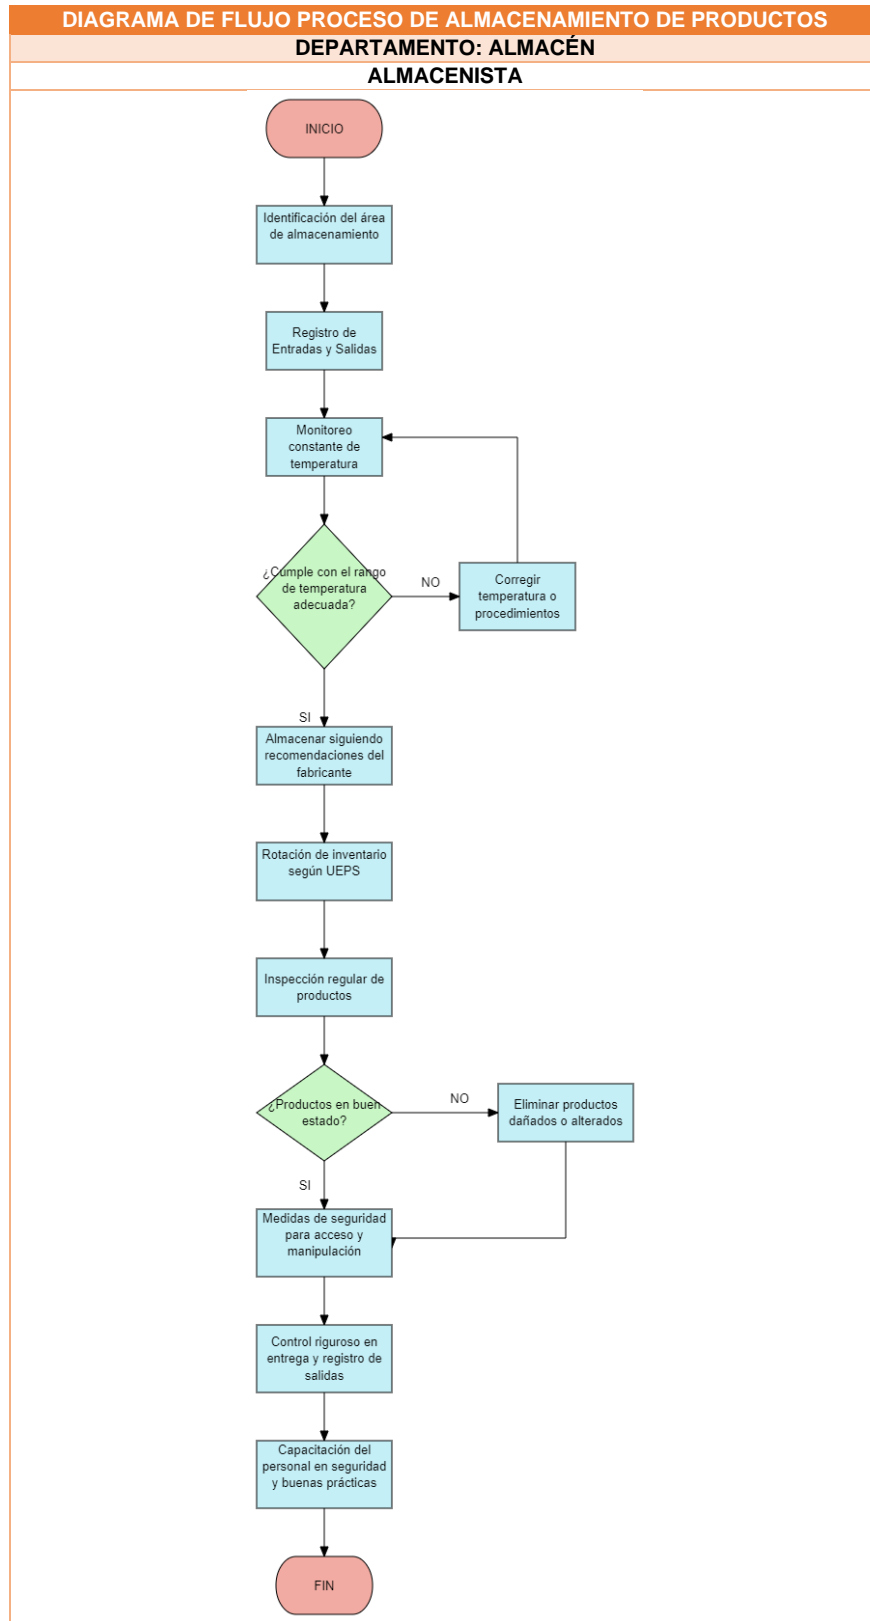 DIAGRAMA DE FLUJO PROCESO DE ALMACENAMIENTO DE PRODUCTOS
DEPARTAMENTO: ALMACÉN
ALMACENISTA
INICIO
Identificación del área
de almacenamiento
Registro de
Entradas y Salidas
Monitoreo
constante de
temperatura
¿Cumple con el rango
de temperatura
adecuada?
NO
Corregir
temperatura o
procedimientos
SI
Almacenar siguiendo
recomendaciones del
fabricante
Rotación de inventario
según UEPS
Inspección regular de
productos
¿Productos en buen
estado?
NO
Eliminar productos
dañados o alterados
SI
Medidas de seguridad
para acceso y
manipulación
Control riguroso en
entrega y registro de
salidas
Capacitación del
personal en seguridad
y buenas prácticas
FIN